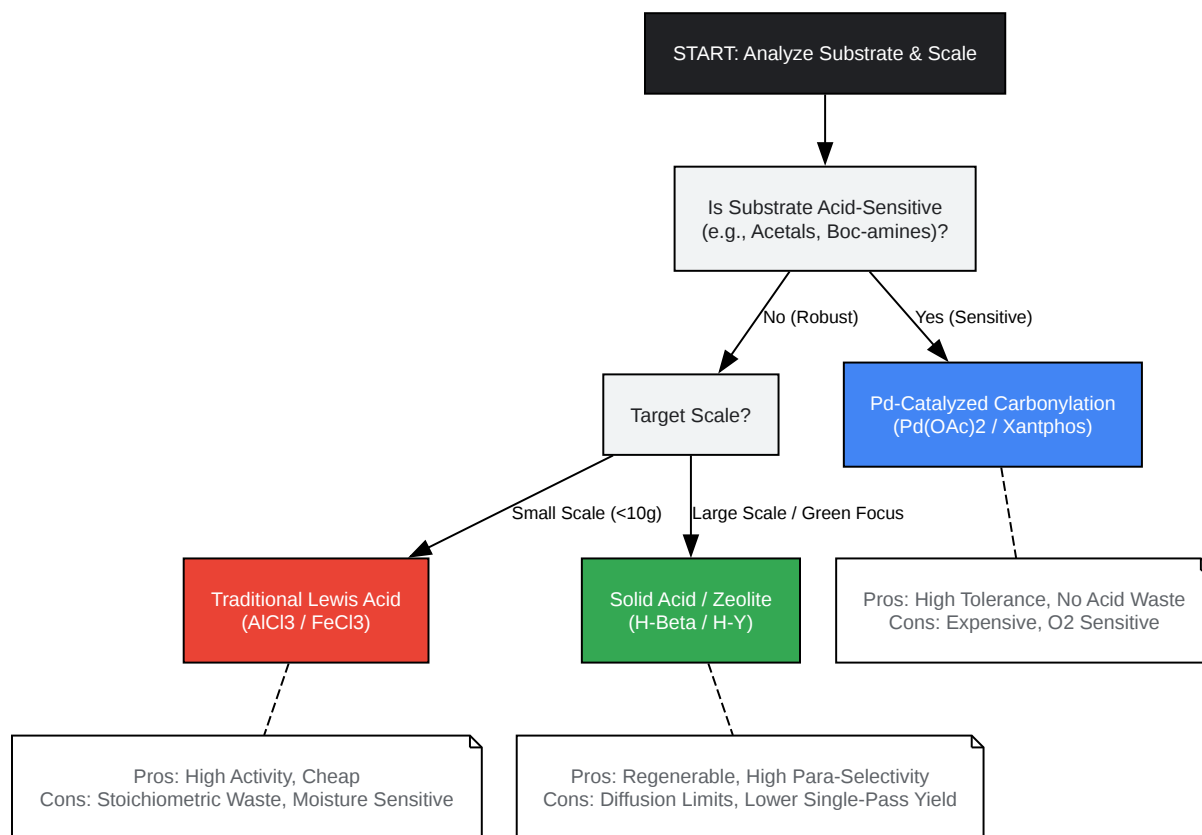 START: Analyze Substrate & Scale
Is Substrate Acid-Sensitive
(e.g., Acetals, Boc-amines)?
No (Robust)
Yes (Sensitive)
Target Scale?
Pd-Catalyzed Carbonylation
(Pd(OAc)2 / Xantphos)
Small Scale (<10g)
Large Scale / Green Focus
Traditional Lewis Acid
(AlCl3 / FeCl3)
Solid Acid / Zeolite
(H-Beta / H-Y)
Pros: High Tolerance, No Acid Waste
Cons: Expensive, O2 Sensitive
Pros: High Activity, Cheap
Cons: Stoichiometric Waste, Moisture Sensitive
Pros: Regenerable, High Para-Selectivity
Cons: Diffusion Limits, Lower Single-Pass Yield